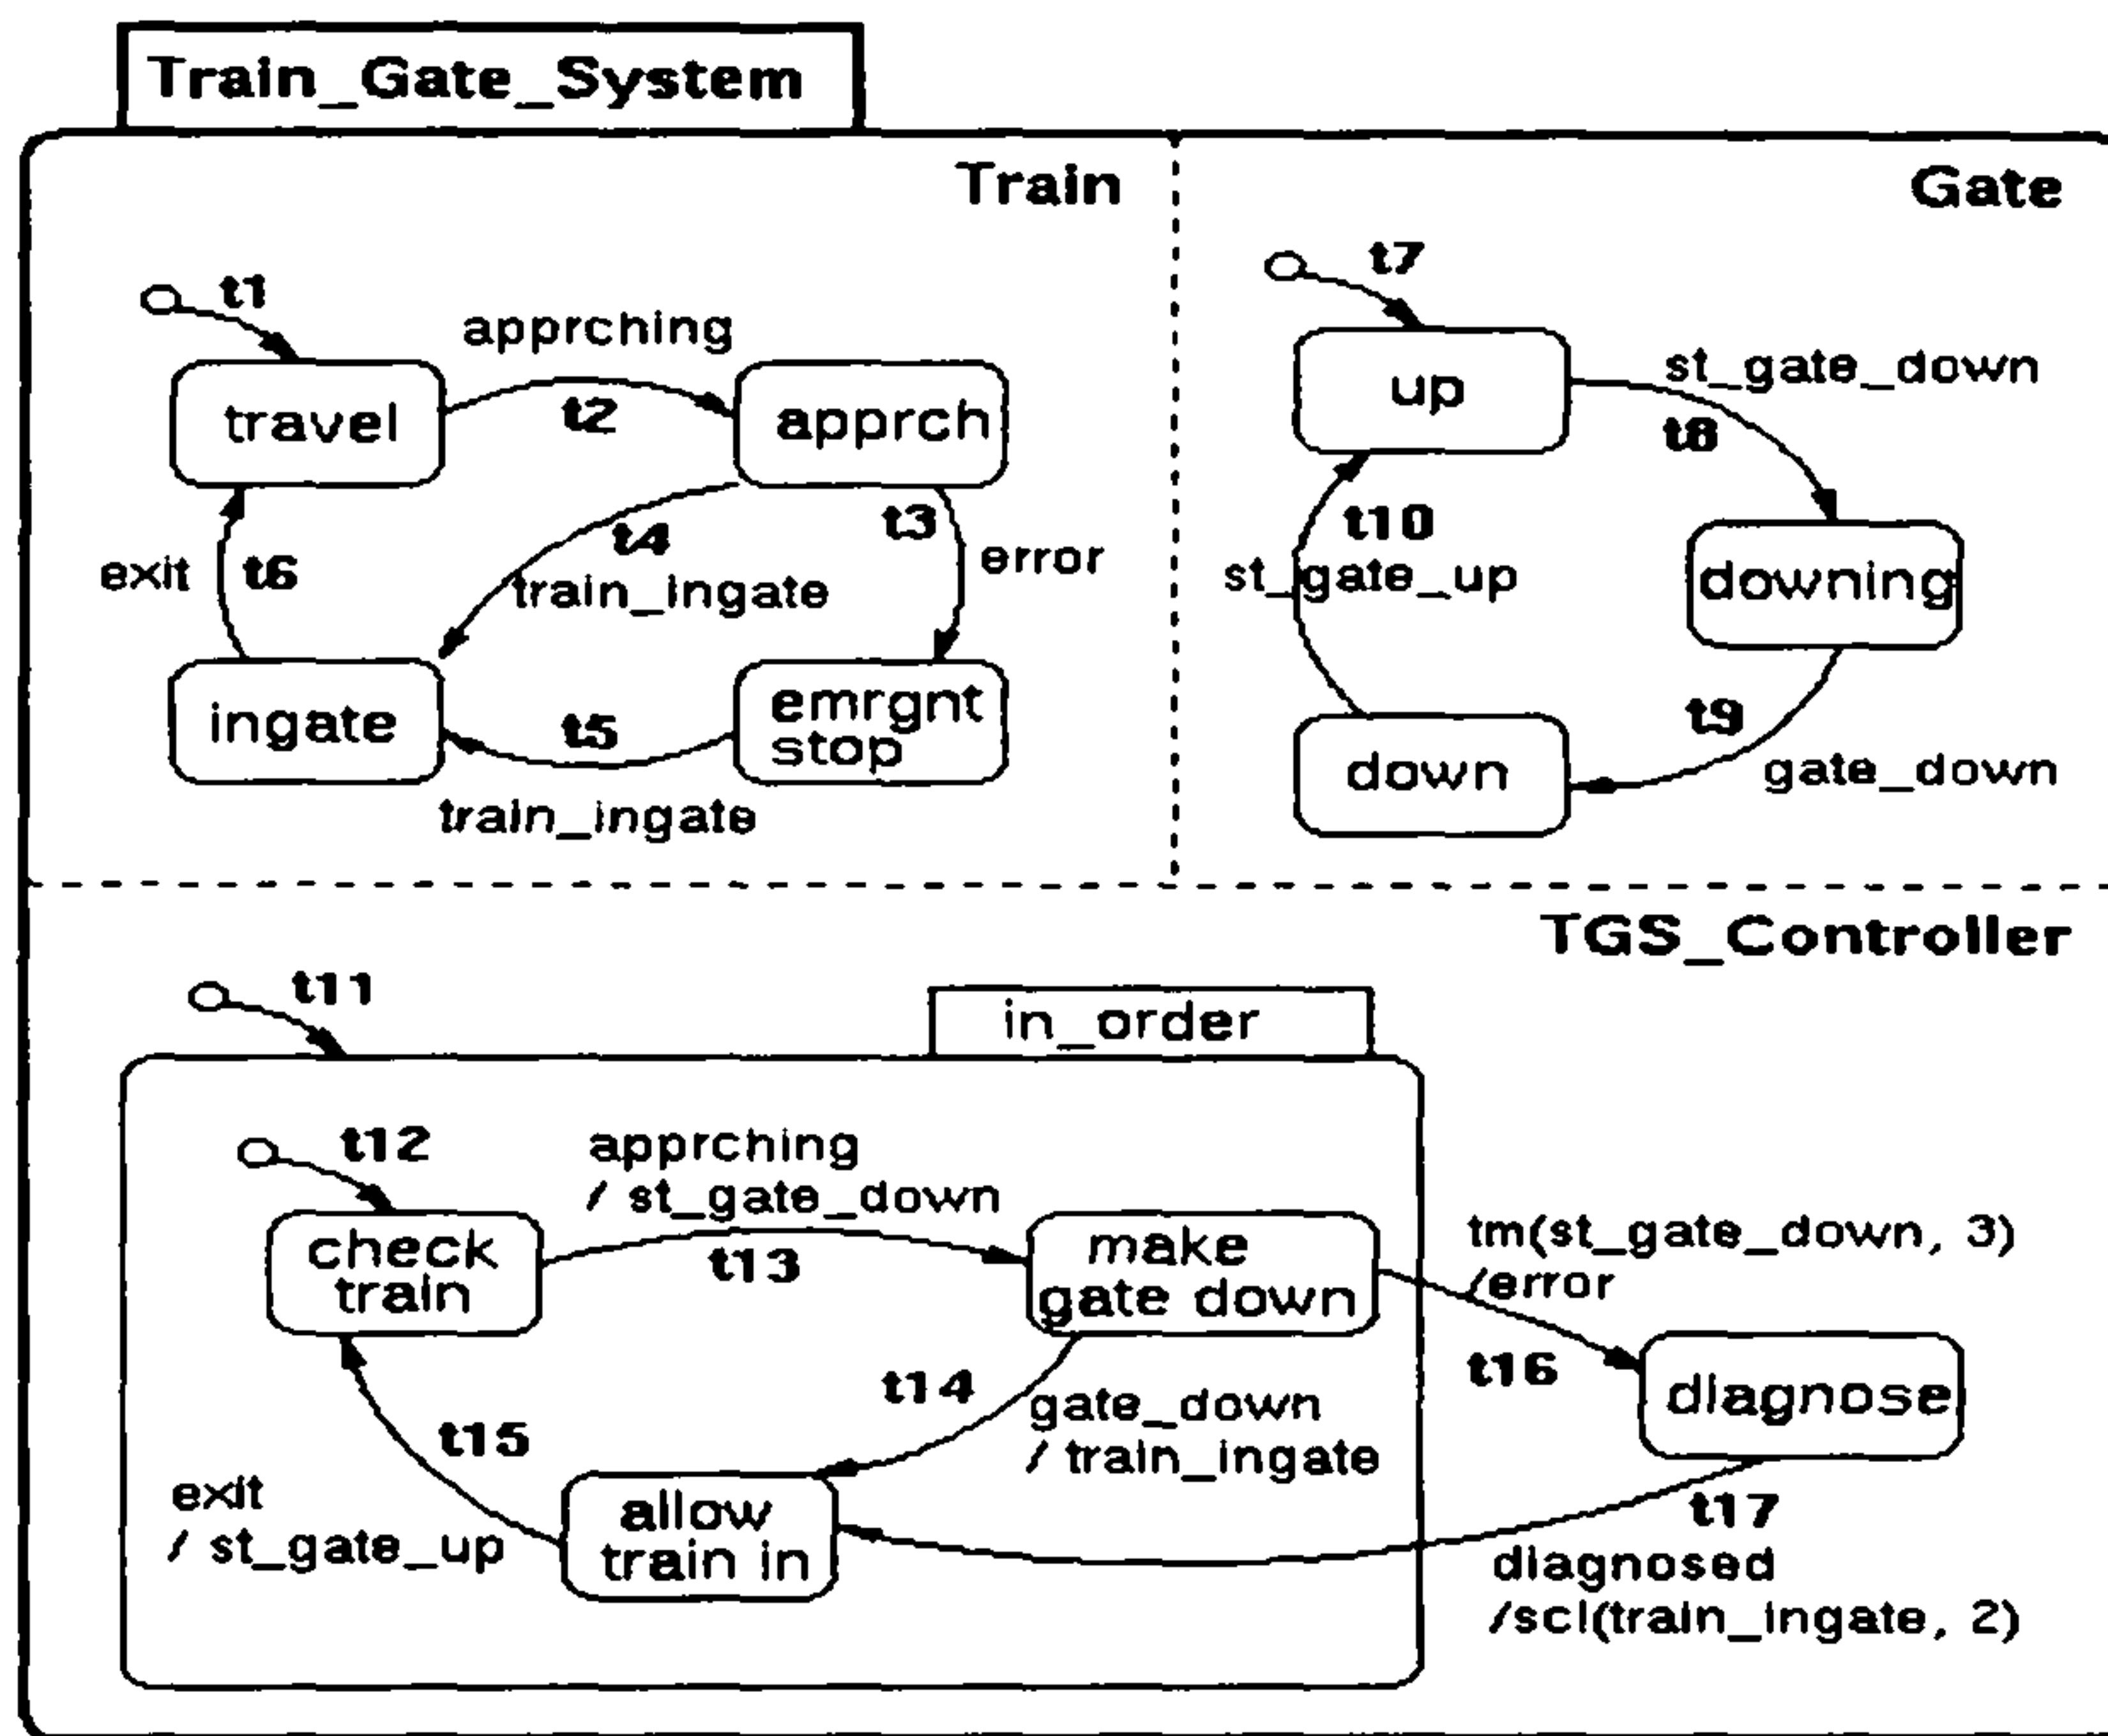 Train_Gate_System
Train
Gate
t1
apprching
travel
t2
apprch
t4
t3
exit
t6
train_ingate
error
ingate
t5
emrgnt
stop
train_ingate
t7
up
st_gate_down
t8
t10
st_gate_up
downing
t9
down
gate_down
TGS_Controller
t11
in_order
t12
apprching
/ st_gate_down
check
train
t13
make
gate down
tm(st_gate_down, 3)
/error
t16
diagnose
t14
gate_down
/ train_ingate
t15
exit
/ st_gate_up
allow
train in
t17
diagnosed
/scl(train_ingate, 2)